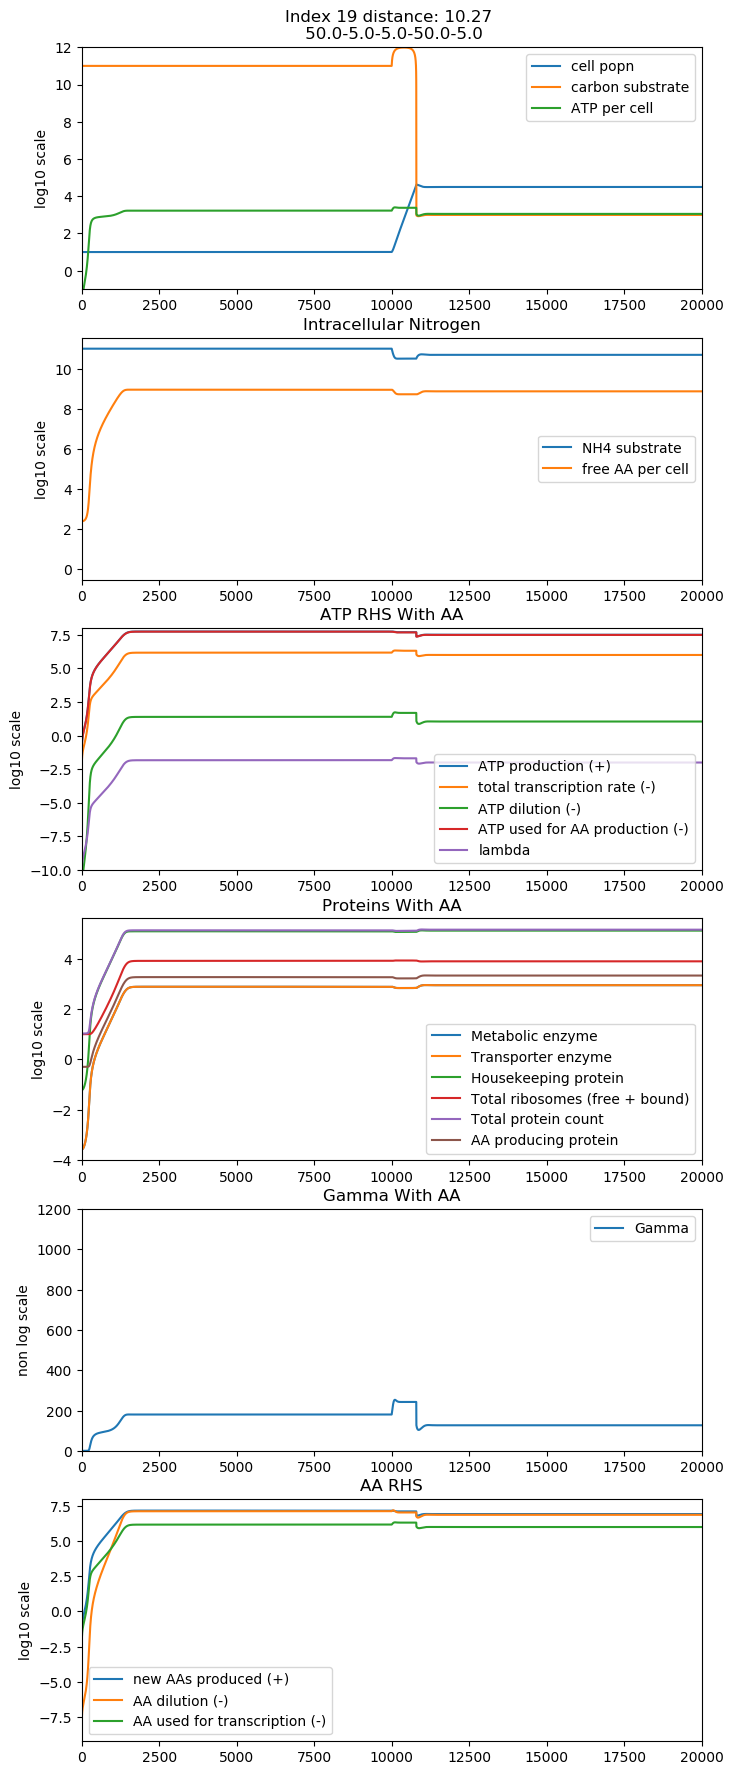 Index 19 distance: 10.27
50.0-5.0-5.0-50.0-5.0
12
10
8
6
4
2
0
log10 scale
cell popn
carbon substrate
ATP per cell
0 2500 5000 7500 10000 12500 15000 17500 20000
Intracellular Nitrogen
10
8
6
4
2
0
log10 scale
NH4 substrate
free AA per cell
0 2500 5000 7500 10000 12500 15000 17500 20000
ATP RHS With AA
7.5
5.0
2.5
0.0
−2.5
−5.0
−7.5
−10.0
log10 scale
ATP production (+)
total transcription rate (-)
ATP dilution (-)
ATP used for AA production (-)
lambda
0 2500 5000 7500 10000 12500 15000 17500 20000
Proteins With AA
4
2
0
−2
−4
log10 scale
Metabolic enzyme
Transporter enzyme
Housekeeping protein
Total ribosomes (free + bound)
Total protein count
AA producing protein
0 2500 5000 7500 10000 12500 15000 17500 20000
Gamma With AA
1200
1000
800
600
400
200
0
non log scale
Gamma
0 2500 5000 7500 10000 12500 15000 17500 20000
AA RHS
7.5
5.0
2.5
0.0
−2.5
−5.0
−7.5
log10 scale
new AAs produced (+)
AA dilution (-)
AA used for transcription (-)
0 2500 5000 7500 10000 12500 15000 17500 20000